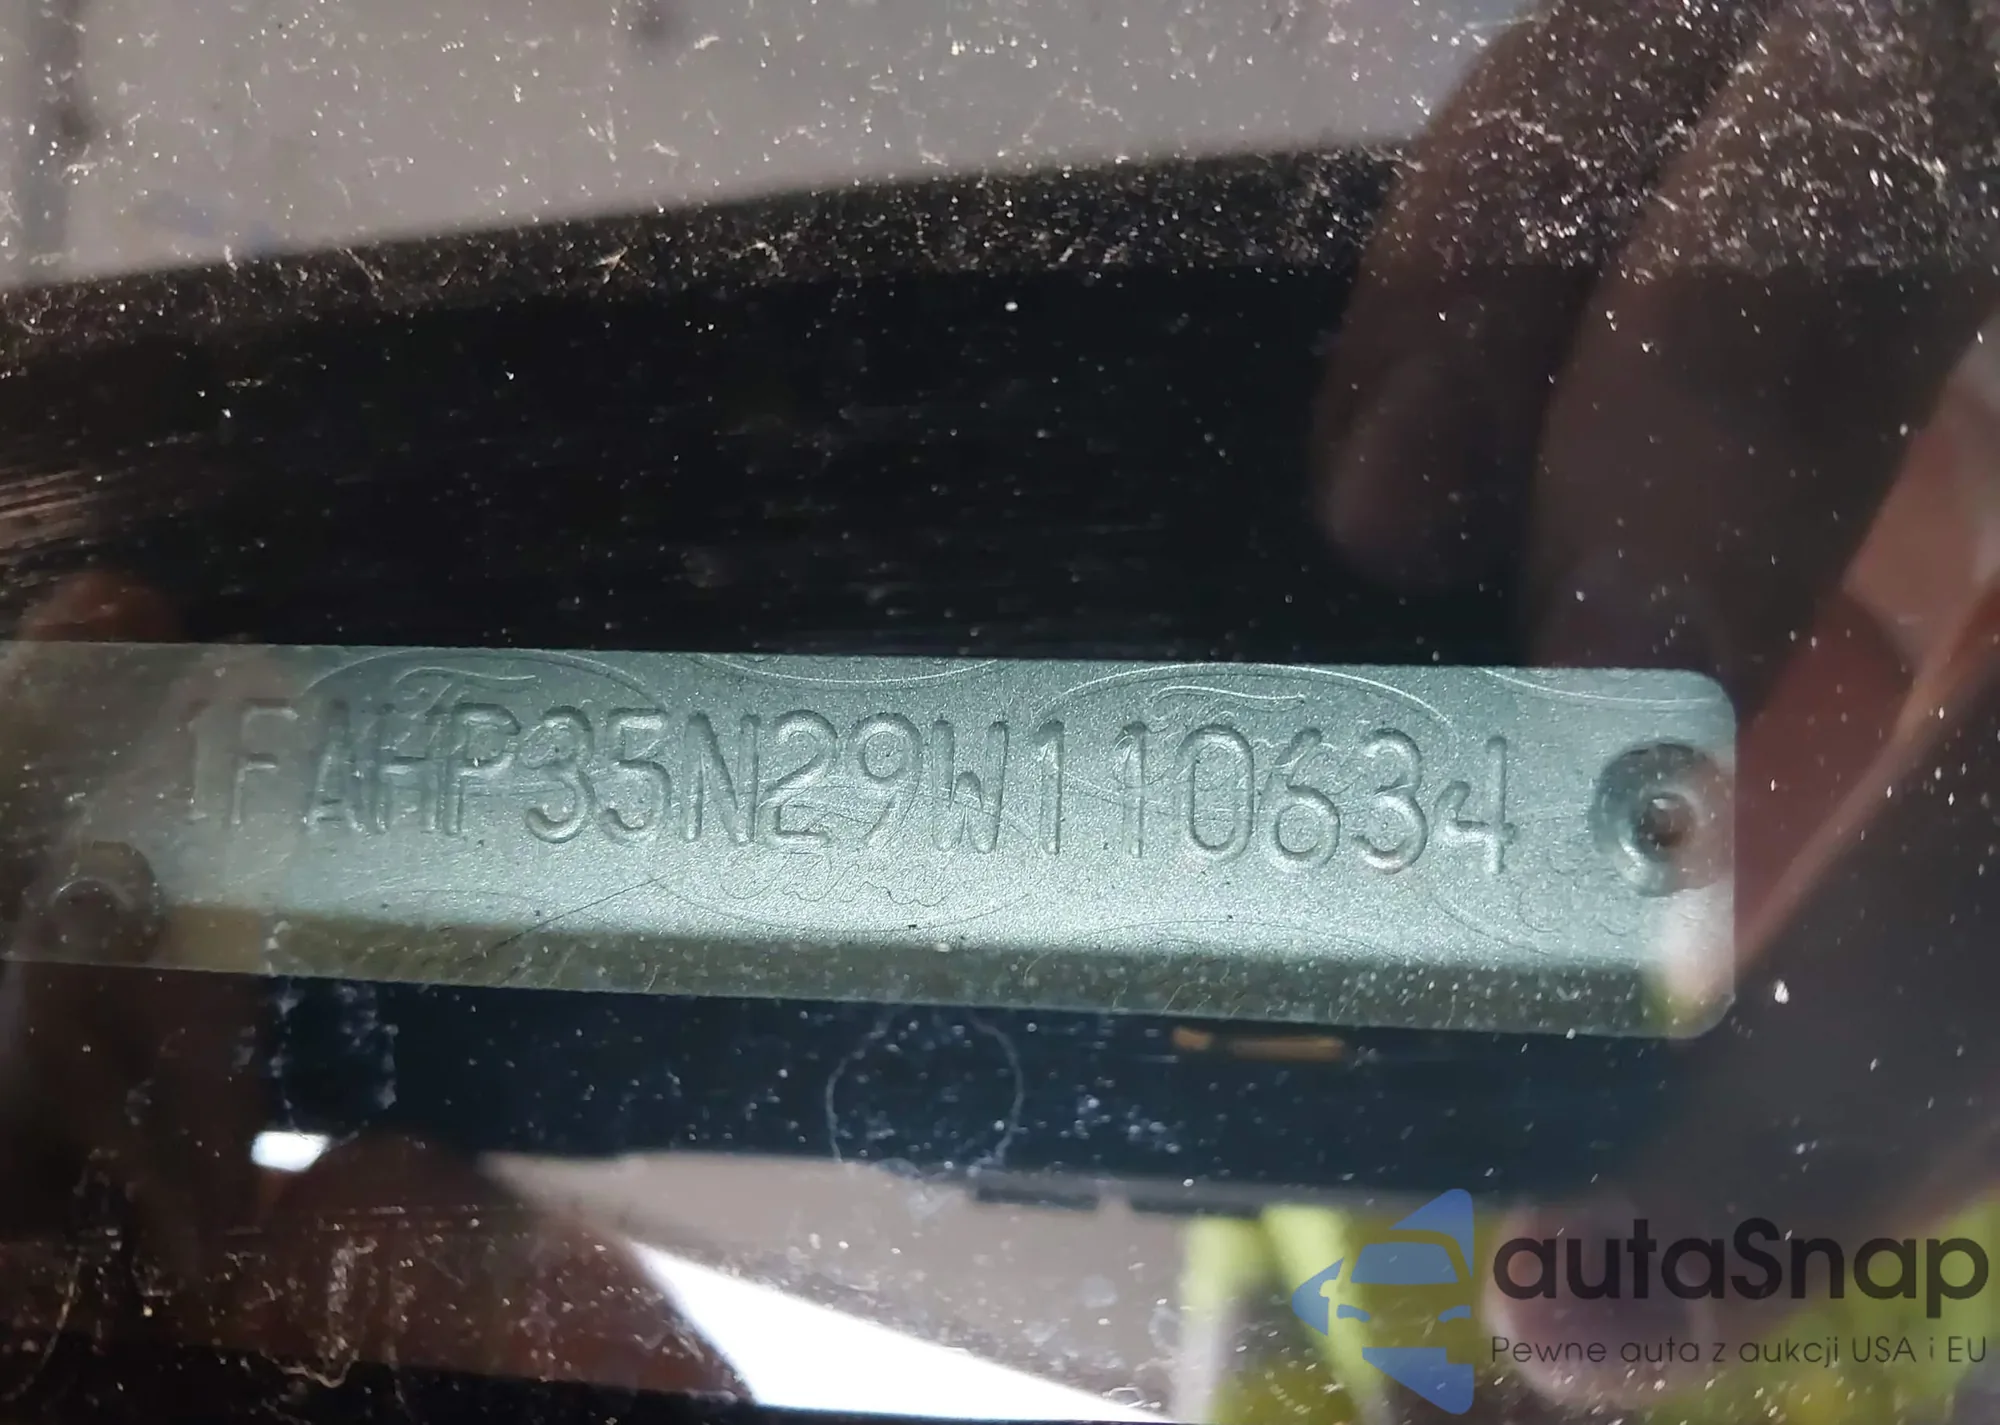 1FAHP35N29W110634
autaSnap
Pewne auta z aukcji USA i EU